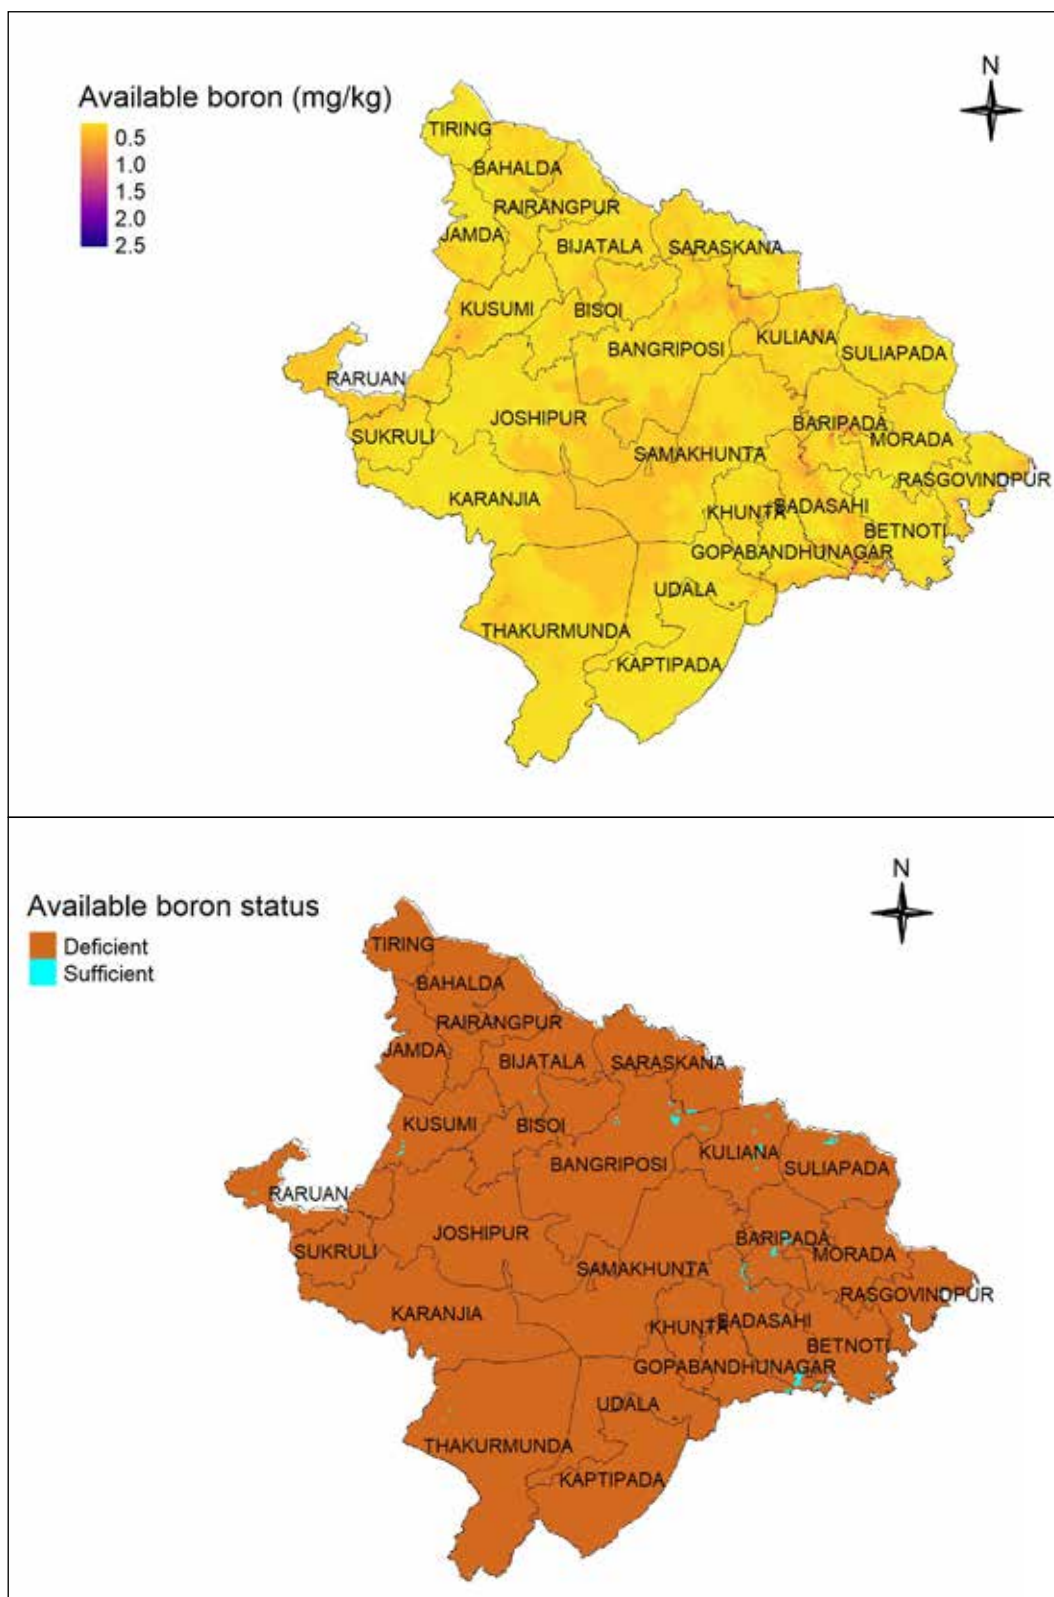 N
Available boron (mg/kg)
0.5
1.0
1.5
2.0
2.5
TIRING
BAHALDA
RAIRANGPUR
JAMDA
BIJATALA
SARASKANA
KUSUMI
BISOI
KULIANA
BANGRIPOSI
SULIAPADA
RARUAN
JOSHIPUR
BARIPADA
SUKRULI
MORADA
SAMAKHUNTA
RASGOVINDPUR
KARANJIA
KHUNTA
BADASAHI
BETNOTI
GOPABANDHUNAGAR
UDALA
THAKURMUNDA
KAPTIPADA
N
Available boron status
Deficient
Sufficient
TIRING
BAHALDA
RAIRANGPUR
JAMDA
BIJATALA
SARASKANA
KUSUMI
BISOI
KULIANA
BANGRIPOSI
SULIAPADA
RARUAN
JOSHIPUR
BARIPADA
SUKRULI
MORADA
SAMAKHUNTA
RASGOVINDPUR
KARANJIA
KHUNTA
BADASAHI
BETNOTI
GOPABANDHUNAGAR
UDALA
THAKURMUNDA
KAPTIPADA